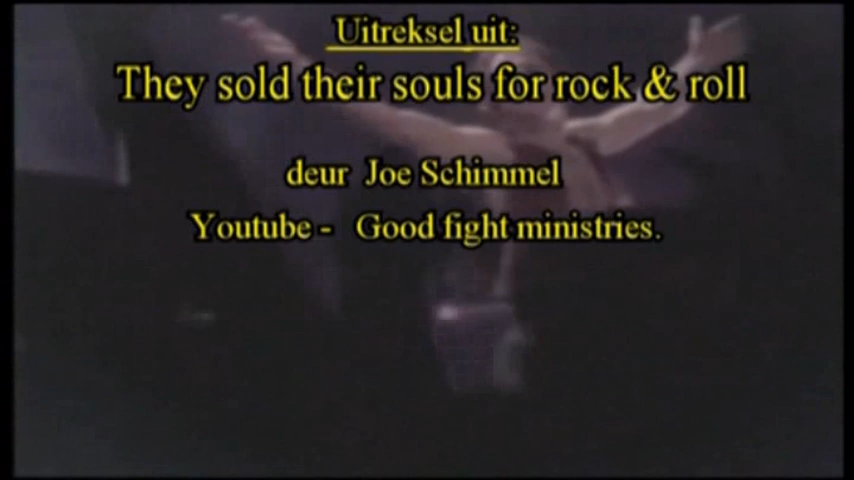 Uitreksel uit:
They sold their souls for rock & roll
deur Joe Schimmel
Youtube - Good fight ministries.